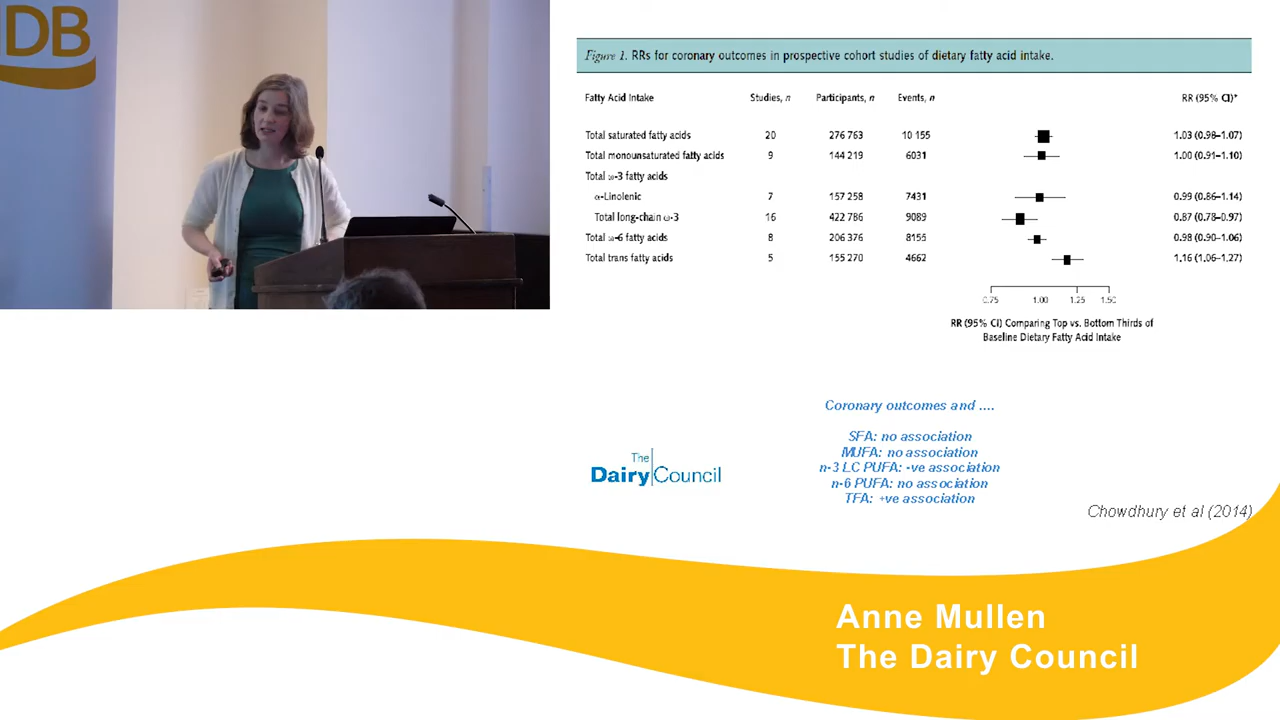 DB
Figure 1. RRs for coronary outcomes in prospective cohort studies of dietary fatty acid intake.
Fatty Acid Intake Studies, n Participants, n Events, n RR (95% CI)*
Total saturated fatty acids 20 276 763 10 155 1.03 (0.98–1.07)
Total monounsaturated fatty acids 9 144 219 6031 1.00 (0.91–1.10)
Total ω-3 fatty acids
α-Linolenic 7 157 258 7431 0.99 (0.86–1.14)
Total long-chain ω-3 16 422 786 9089 0.87 (0.78–0.97)
Total ω-6 fatty acids 8 206 376 8155 0.98 (0.90–1.06)
Total trans fatty acids 5 155 270 4662 1.16 (1.06–1.27)
0.75 1.00 1.25 1.50
RR (95% CI) Comparing Top vs. Bottom Thirds of
Baseline Dietary Fatty Acid Intake
Coronary outcomes and ....
SFA: no association
MUFA: no association
n-3 LC PUFA: -ve association
n-6 PUFA: no association
TFA: +ve association
The
Dairy Council
Chowdhury et al (2014)
Anne Mullen
The Dairy Council